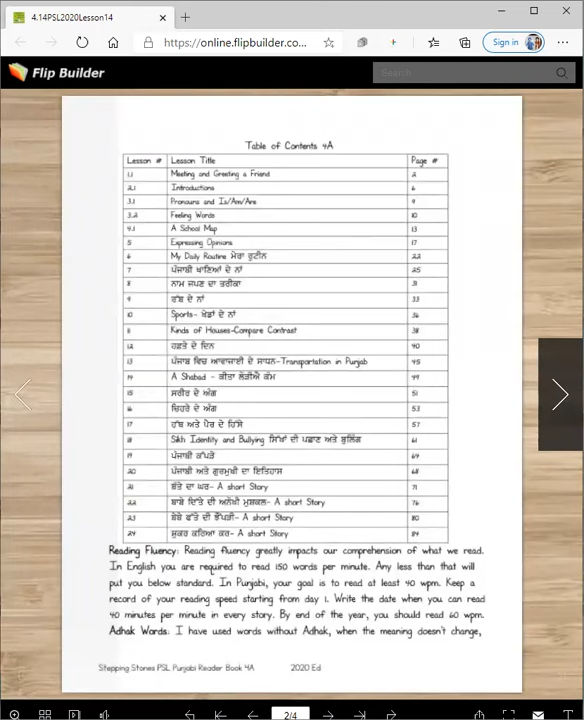 4.14PSL2020Lesson14
https://online.flipbuilder.co...
Sign in
Flip Builder
Search
Table of Contents 4A
Lesson # Lesson Title Page #
1.1 Meeting and Greeting a Friend 2
2.1 Introductions 6
3.1 Pronouns and Is/Am/Are 9
3.2 Feeling Words 10
4.1 A School Map 13
5 Expressing Opinions 17
6 My Daily Routine ਮੇਰਾ ਰੁਟੀਨ 22
7 ਪੰਜਾਬੀ ਖਾਣਿਆਂ ਦੇ ਨਾਂ 25
8 ਨਾਮ ਜਪਣ ਦਾ ਤਰੀਕਾ 31
9 ਰੱਬ ਦੇ ਨਾਂ 33
10 Sports- ਖੇਡਾਂ ਦੇ ਨਾਂ 36
11 Kinds of Houses-Compare Contrast 38
12 ਹਫ਼ਤੇ ਦੇ ਦਿਨ 40
13 ਪੰਜਾਬ ਵਿਚ ਆਵਾਜਾਈ ਦੇ ਸਾਧਨ-Transportation in Punjab 45
14 A Shabad - ਕੀਤਾ ਲੋੜੀਐ ਕੰਮ 49
15 ਸਰੀਰ ਦੇ ਅੰਗ 51
16 ਚਿਹਰੇ ਦੇ ਅੰਗ 53
17 ਹੱਥ ਅਤੇ ਪੈਰ ਦੇ ਹਿੱਸੇ 57
18 Sikh Identity and Bullying ਸਿੱਖਾਂ ਦੀ ਪਛਾਣ ਅਤੇ ਬੁਲਿੰਗ 61
19 ਪੰਜਾਬੀ ਕੱਪੜੇ 64
20 ਪੰਜਾਬੀ ਅਤੇ ਗੁਰਮੁਖੀ ਦਾ ਇਤਿਹਾਸ 68
21 ਦਾ ਘਰ- A short Story 71
22 ਬਾਬੇ ਦਿੱਤੇ ਦੀ ਅਨੋਖੀ ਮੁਸ਼ਕਲ- A short Story 76
23 ਬੇਬੇ ਫੱਤੋ ਦੀ ਝੌਂਪੜੀ- A short Story 80
24 ਸ਼ੁਕਰ ਕਰਿਆ ਕਰ- A short Story 84
Reading Fluency: Reading fluency greatly impacts our comprehension of what we read.
In English you are required to read 150 words per minute. Any less than that will
put you below standard. In Punjabi, your goal is to read at least 40 wpm. Keep a
record of your reading speed starting from day 1. Write the date when you can read
40 minutes per minute in every story. By end of the year, you should read 60 wpm.
Adhak Words: I have used words without Adhak, when the meaning doesn't change,
Stepping Stones PSL Punjabi Reader Book 4A 2020 Ed
2/4